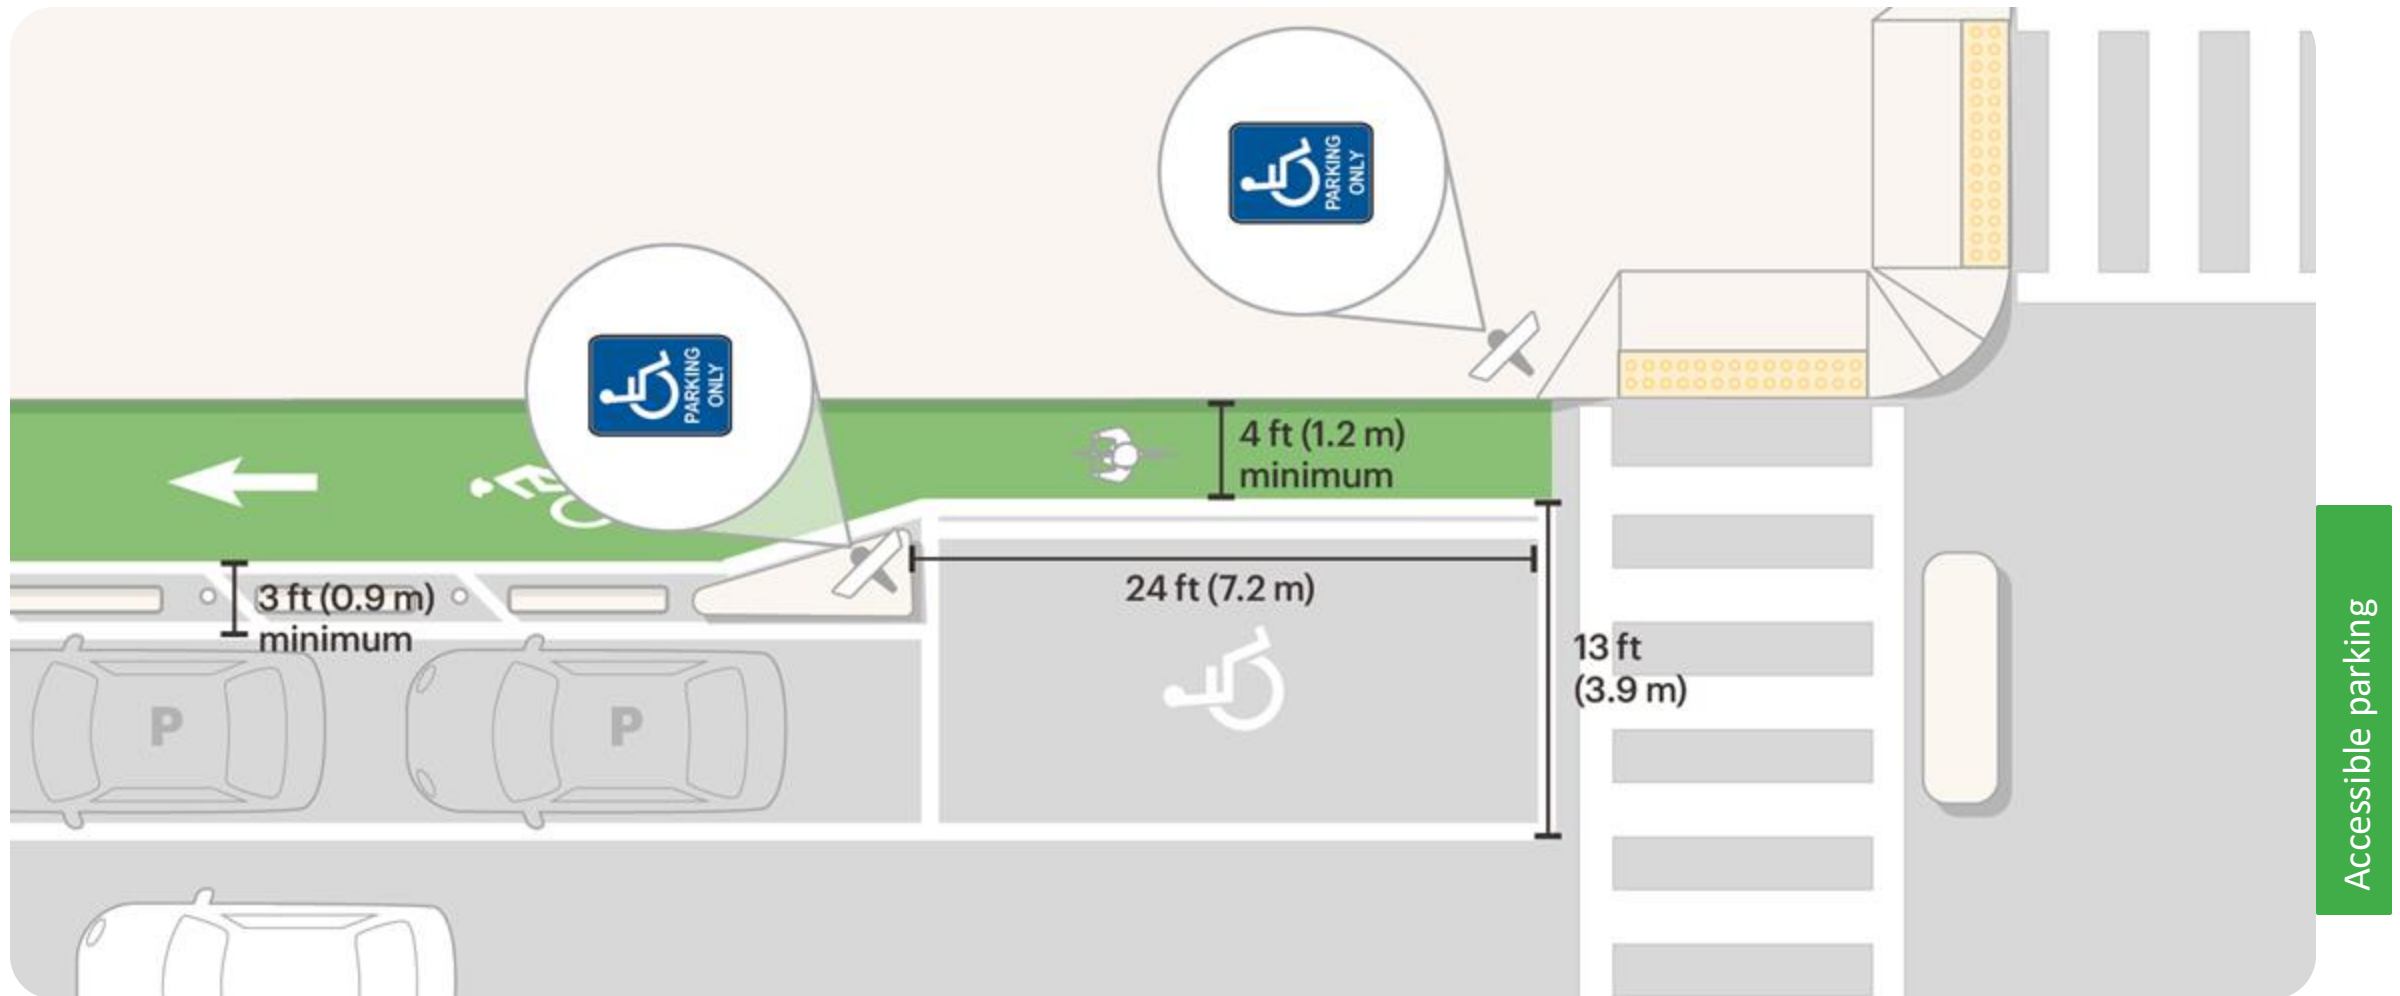 PARKING
ONLY
PARKING
ONLY
4 ft (1.2 m)
minimum
3 ft (0.9 m)
minimum
24 ft (7.2 m)
13 ft
(3.9 m)
P
P
Accessible parking